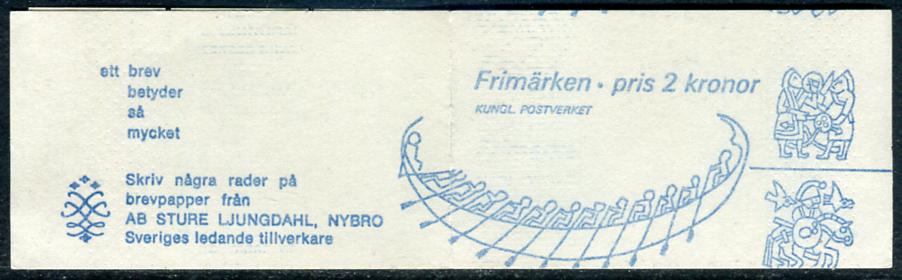 ett brev
betyder
så
mycket
Skriv några rader på
brevpapper från
AB STURE LJUNGDAHL, NYBRO
Sveriges ledande tillverkare
Frimärken • pris 2 kronor
KUNGL. POSTVERKET